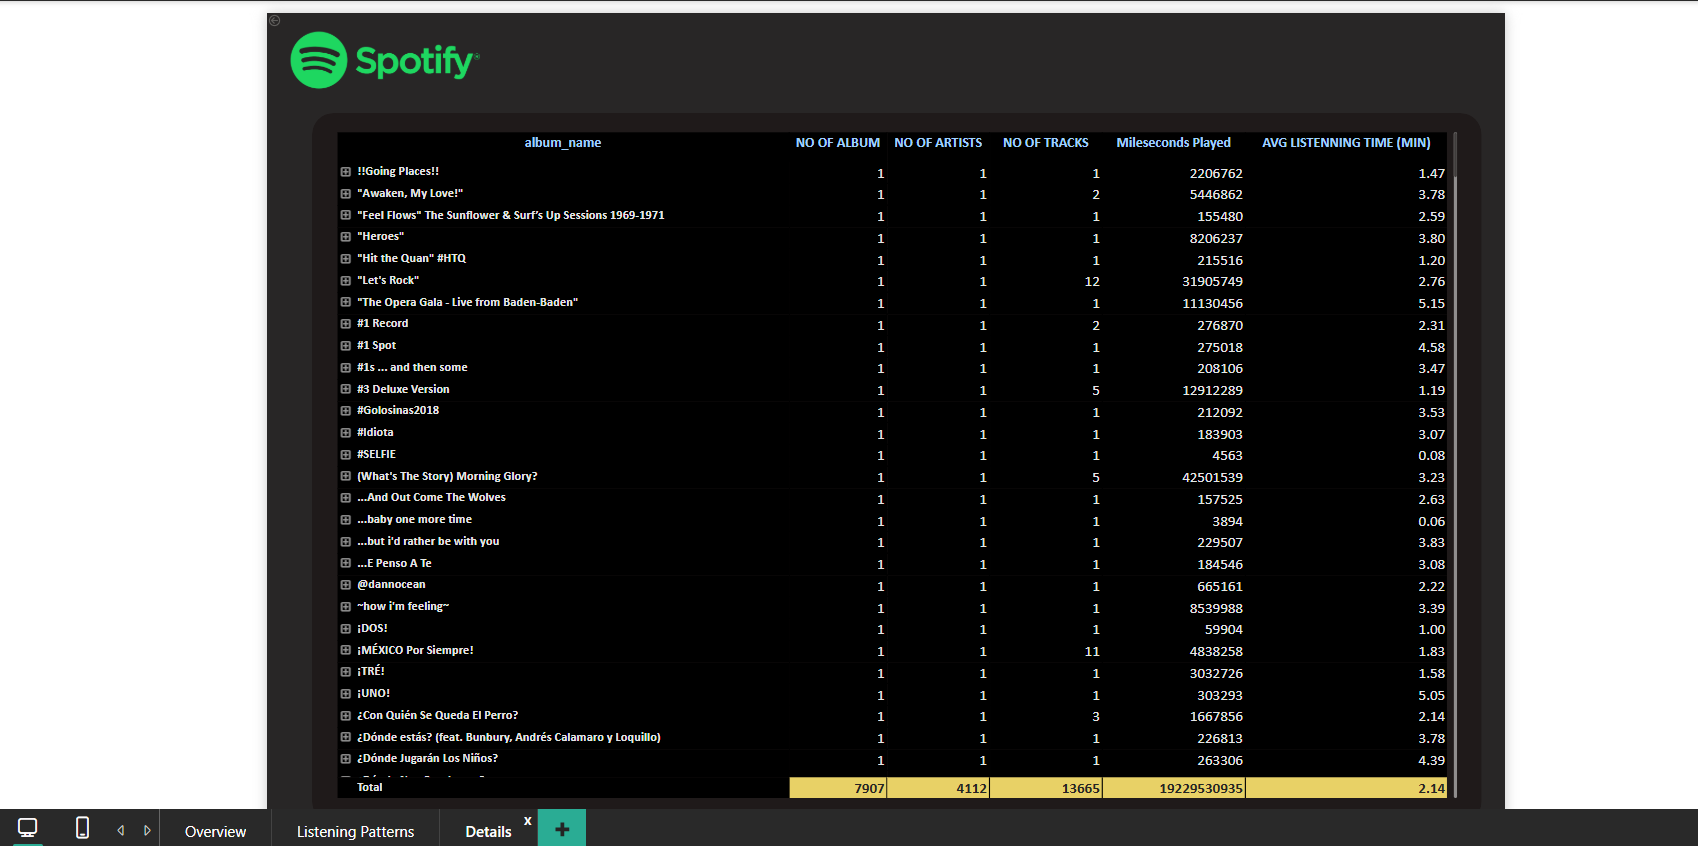 Spotify®
album_name NO OF ALBUM NO OF ARTISTS NO OF TRACKS Mileseconds Played AVG LISTENNING TIME (MIN)
!!Going Places!! 1 1 1 2206762 1.47
"Awaken, My Love!" 1 1 2 5446862 3.78
"Feel Flows" The Sunflower & Surf’s Up Sessions 1969-1971 1 1 1 155480 2.59
"Heroes" 1 1 1 8206237 3.80
"Hit the Quan" #HTQ 1 1 1 215516 1.20
"Let's Rock" 1 1 12 31905749 2.76
"The Opera Gala - Live from Baden-Baden" 1 1 1 11130456 5.15
#1 Record 1 1 2 276870 2.31
#1 Spot 1 1 1 275018 4.58
#1s ... and then some 1 1 1 208106 3.47
#3 Deluxe Version 1 1 5 12912289 1.19
#Golosinas2018 1 1 1 212092 3.53
#Idiota 1 1 1 183903 3.07
#SELFIE 1 1 1 4563 0.08
(What's The Story) Morning Glory? 1 1 5 42501539 3.23
...And Out Come The Wolves 1 1 1 157525 2.63
...baby one more time 1 1 1 3894 0.06
...but i'd rather be with you 1 1 1 229507 3.83
...E Penso A Te 1 1 1 184546 3.08
@dannocean 1 1 1 665161 2.22
~how i'm feeling~ 1 1 1 8539988 3.39
¡DOS! 1 1 1 59904 1.00
¡MÉXICO Por Siempre! 1 1 11 4838258 1.83
¡TRÉ! 1 1 1 3032726 1.58
¡UNO! 1 1 1 303293 5.05
¿Con Quién Se Queda El Perro? 1 1 3 1667856 2.14
¿Dónde estás? (feat. Bunbury, Andrés Calamaro y Loquillo) 1 1 1 226813 3.78
¿Dónde Jugarán Los Niños? 1 1 1 263306 4.39
Total 7907 4112 13665 19229530935 2.14
Overview Listening Patterns Details x +